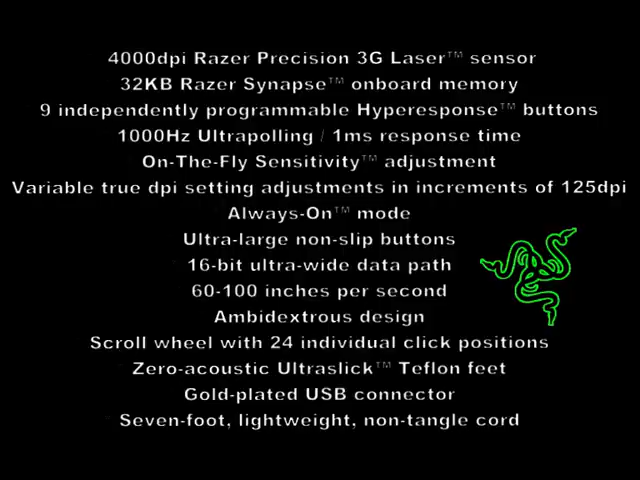 4000dpi Razer Precision 3G Laser™ sensor
32KB Razer Synapse™ onboard memory
9 independently programmable Hyperesponse™ buttons
1000Hz Ultrapolling / 1ms response time
On-The-Fly Sensitivity™ adjustment
Variable true dpi setting adjustments in increments of 125dpi
Always-On™ mode
Ultra-large non-slip buttons
16-bit ultra-wide data path
60-100 inches per second
Ambidextrous design
Scroll wheel with 24 individual click positions
Zero-acoustic Ultraslick™ Teflon feet
Gold-plated USB connector
Seven-foot, lightweight, non-tangle cord